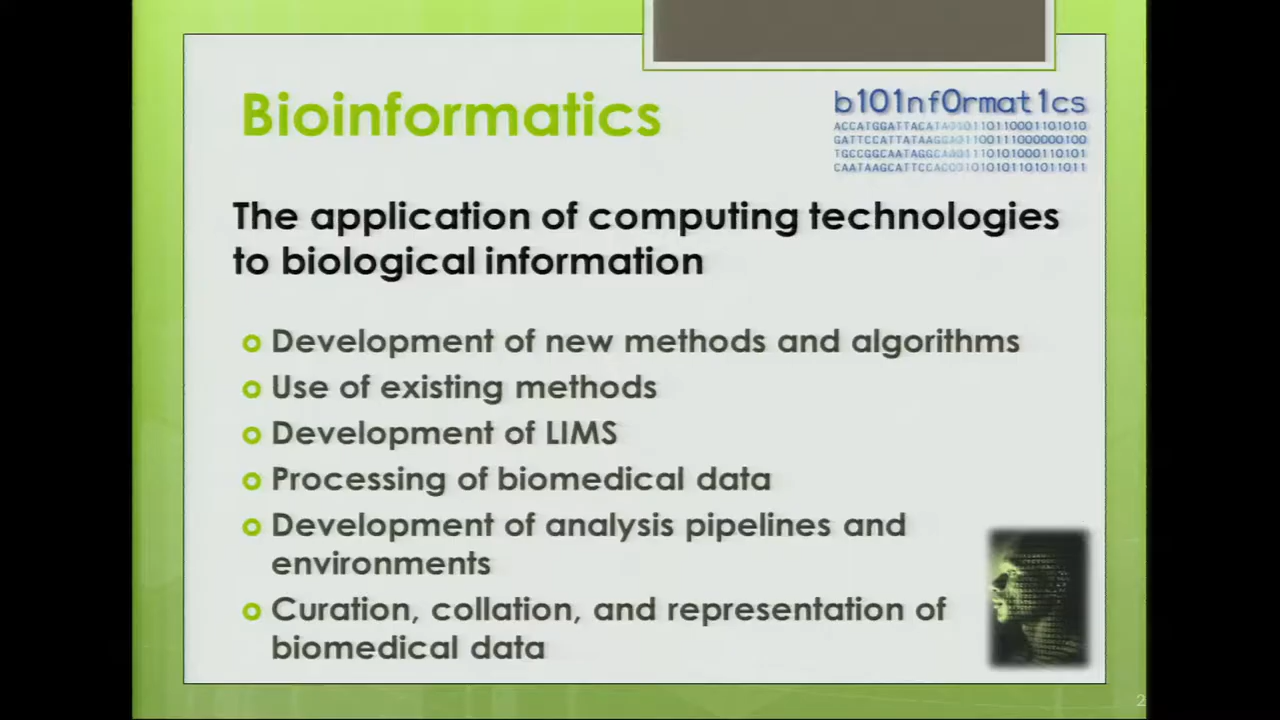 Bioinformatics
b101nf0rmat1cs
The application of computing technologies
to biological information
Development of new methods and algorithms
Use of existing methods
Development of LIMS
Processing of biomedical data
Development of analysis pipelines and
environments
Curation, collation, and representation of
biomedical data
2